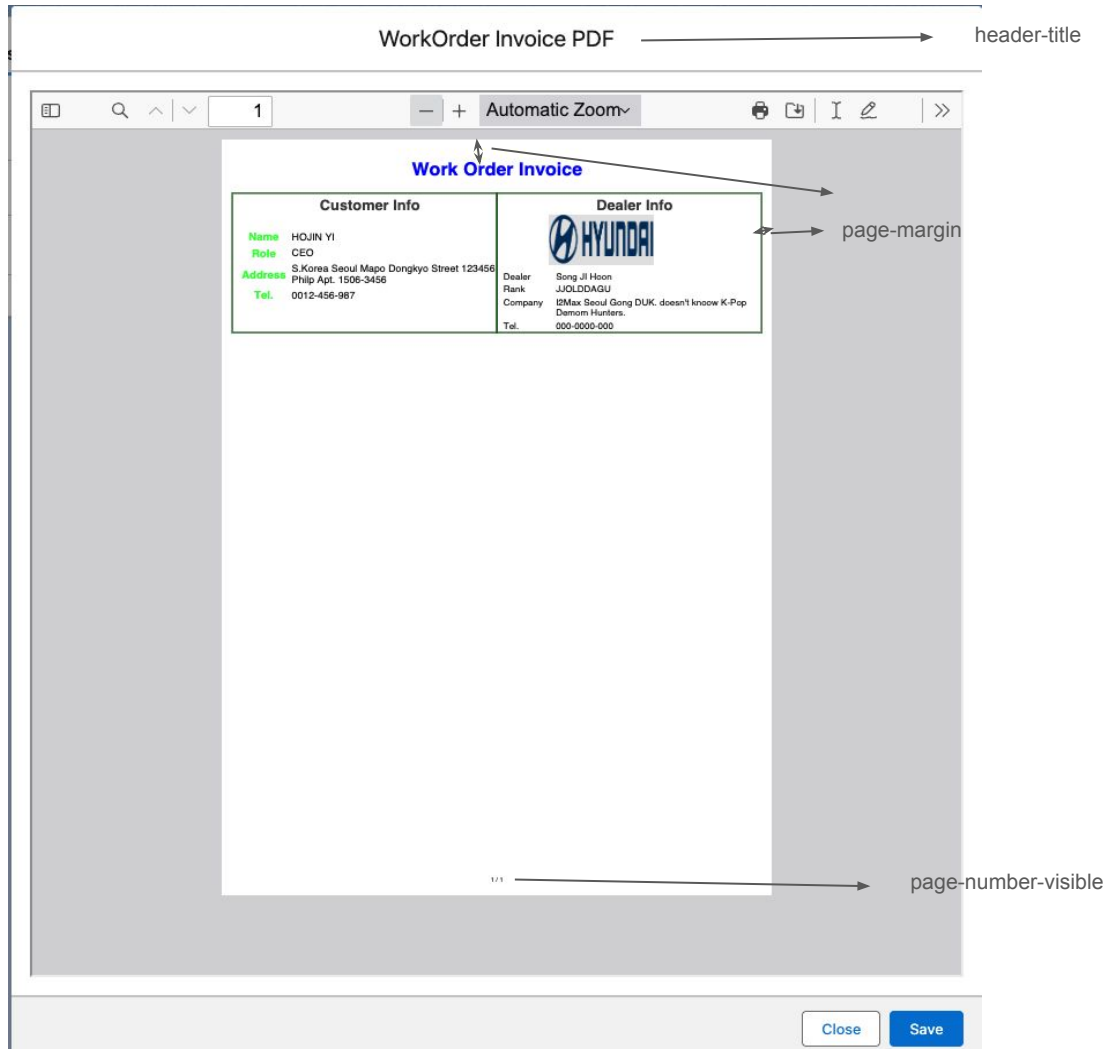 WorkOrder Invoice PDF
header-title
1
Automatic Zoom
Work Order Invoice
Customer Info
Name HOJIN YI
Role CEO
Address S.Korea Seoul Mapo Dongkyo Street 123456
Philp Apt. 1506-3456
Tel. 0012-456-987
Dealer Info
HYUNDAI
Dealer Song JI Hoon
Rank JJOLDDAGU
Company I2Max Seoul Gong DUK. doesn't knoow K-Pop
Demom Hunters.
Tel. 000-0000-000
page-margin
1/1
page-number-visible
Close
Save